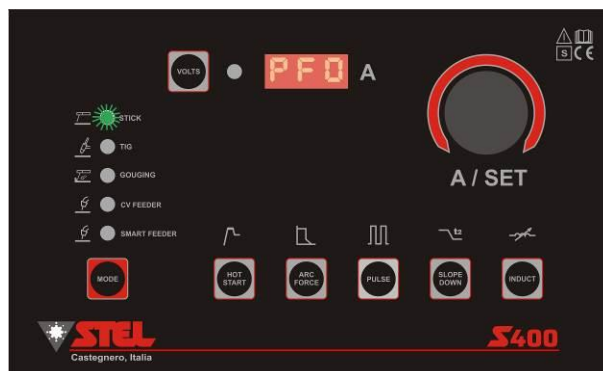 VOLTS
PF0 A
S CE
STICK
TIG
GOUGING
CV FEEDER
SMART FEEDER
A / SET
t2
MODE
HOT START
ARC FORCE
PULSE
SLOPE DOWN
INDUCT
STEL
Castegnero, Italia
S400